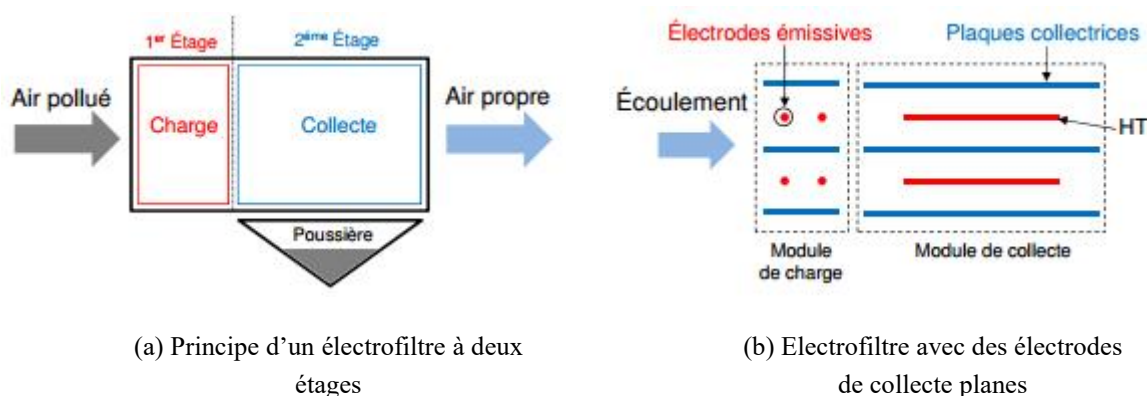 1er Étage
2ème Étage
Air pollué
Charge
Collecte
Air propre
Poussière
(a) Principe d’un électrofiltre à deux
étages
Électrodes émissives
Plaques collectrices
Écoulement
HT
Module
de charge
Module de collecte
(b) Electrofiltre avec des électrodes
de collecte planes